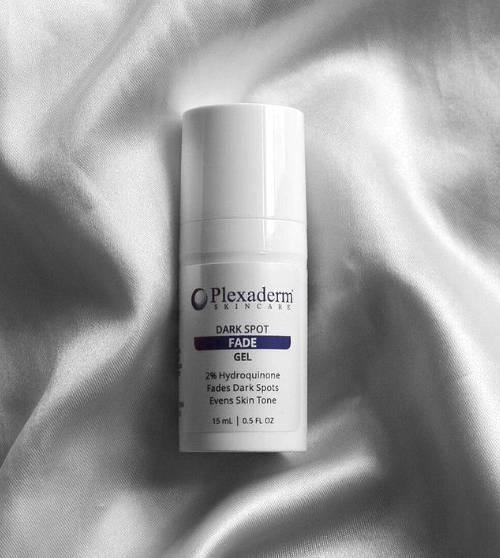 Plexaderm
SKINCARE
DARK SPOT
FADE
GEL
2% Hydroquinone
Fades Dark Spots
Evens Skin Tone
15 mL | 0.5 FL OZ